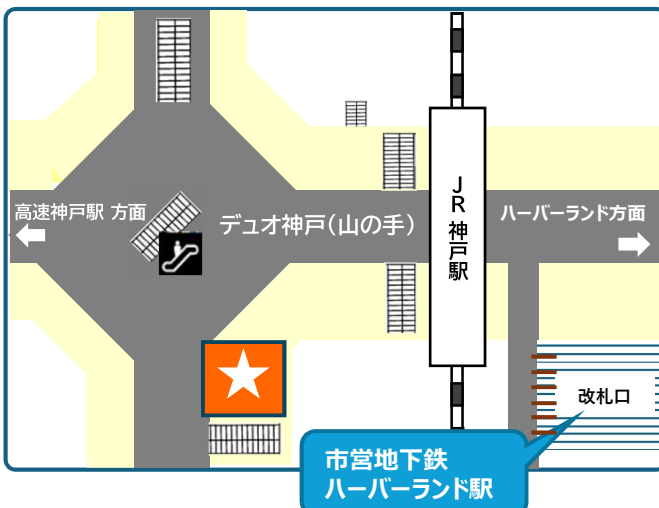 高速神戸駅 方面
デュオ神戸(山の手)
JR 神戸駅
ハーバーランド方面
改札口
市営地下鉄
ハーバーランド駅